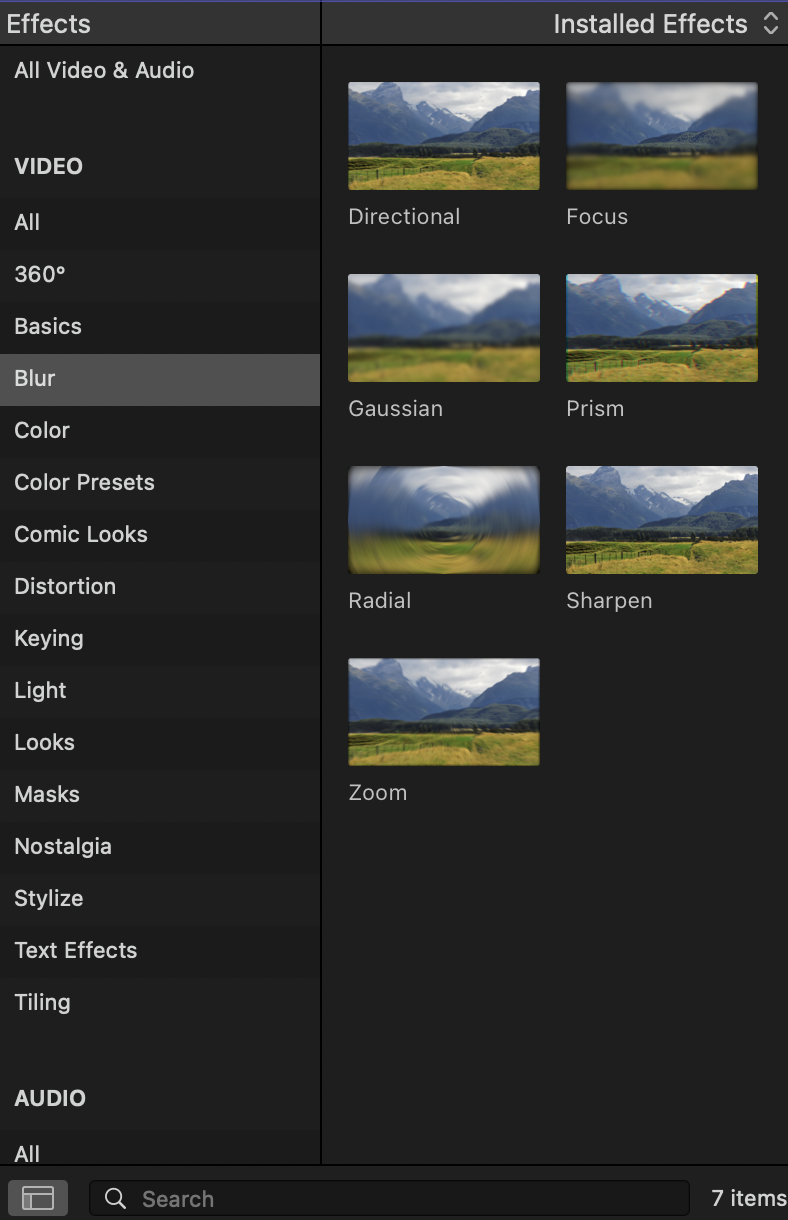 Effects
Installed Effects
All Video & Audio
VIDEO
All
360°
Basics
Blur
Color
Color Presets
Comic Looks
Distortion
Keying
Light
Looks
Masks
Nostalgia
Stylize
Text Effects
Tiling
AUDIO
All
Directional
Focus
Gaussian
Prism
Radial
Sharpen
Zoom
Search
7 items